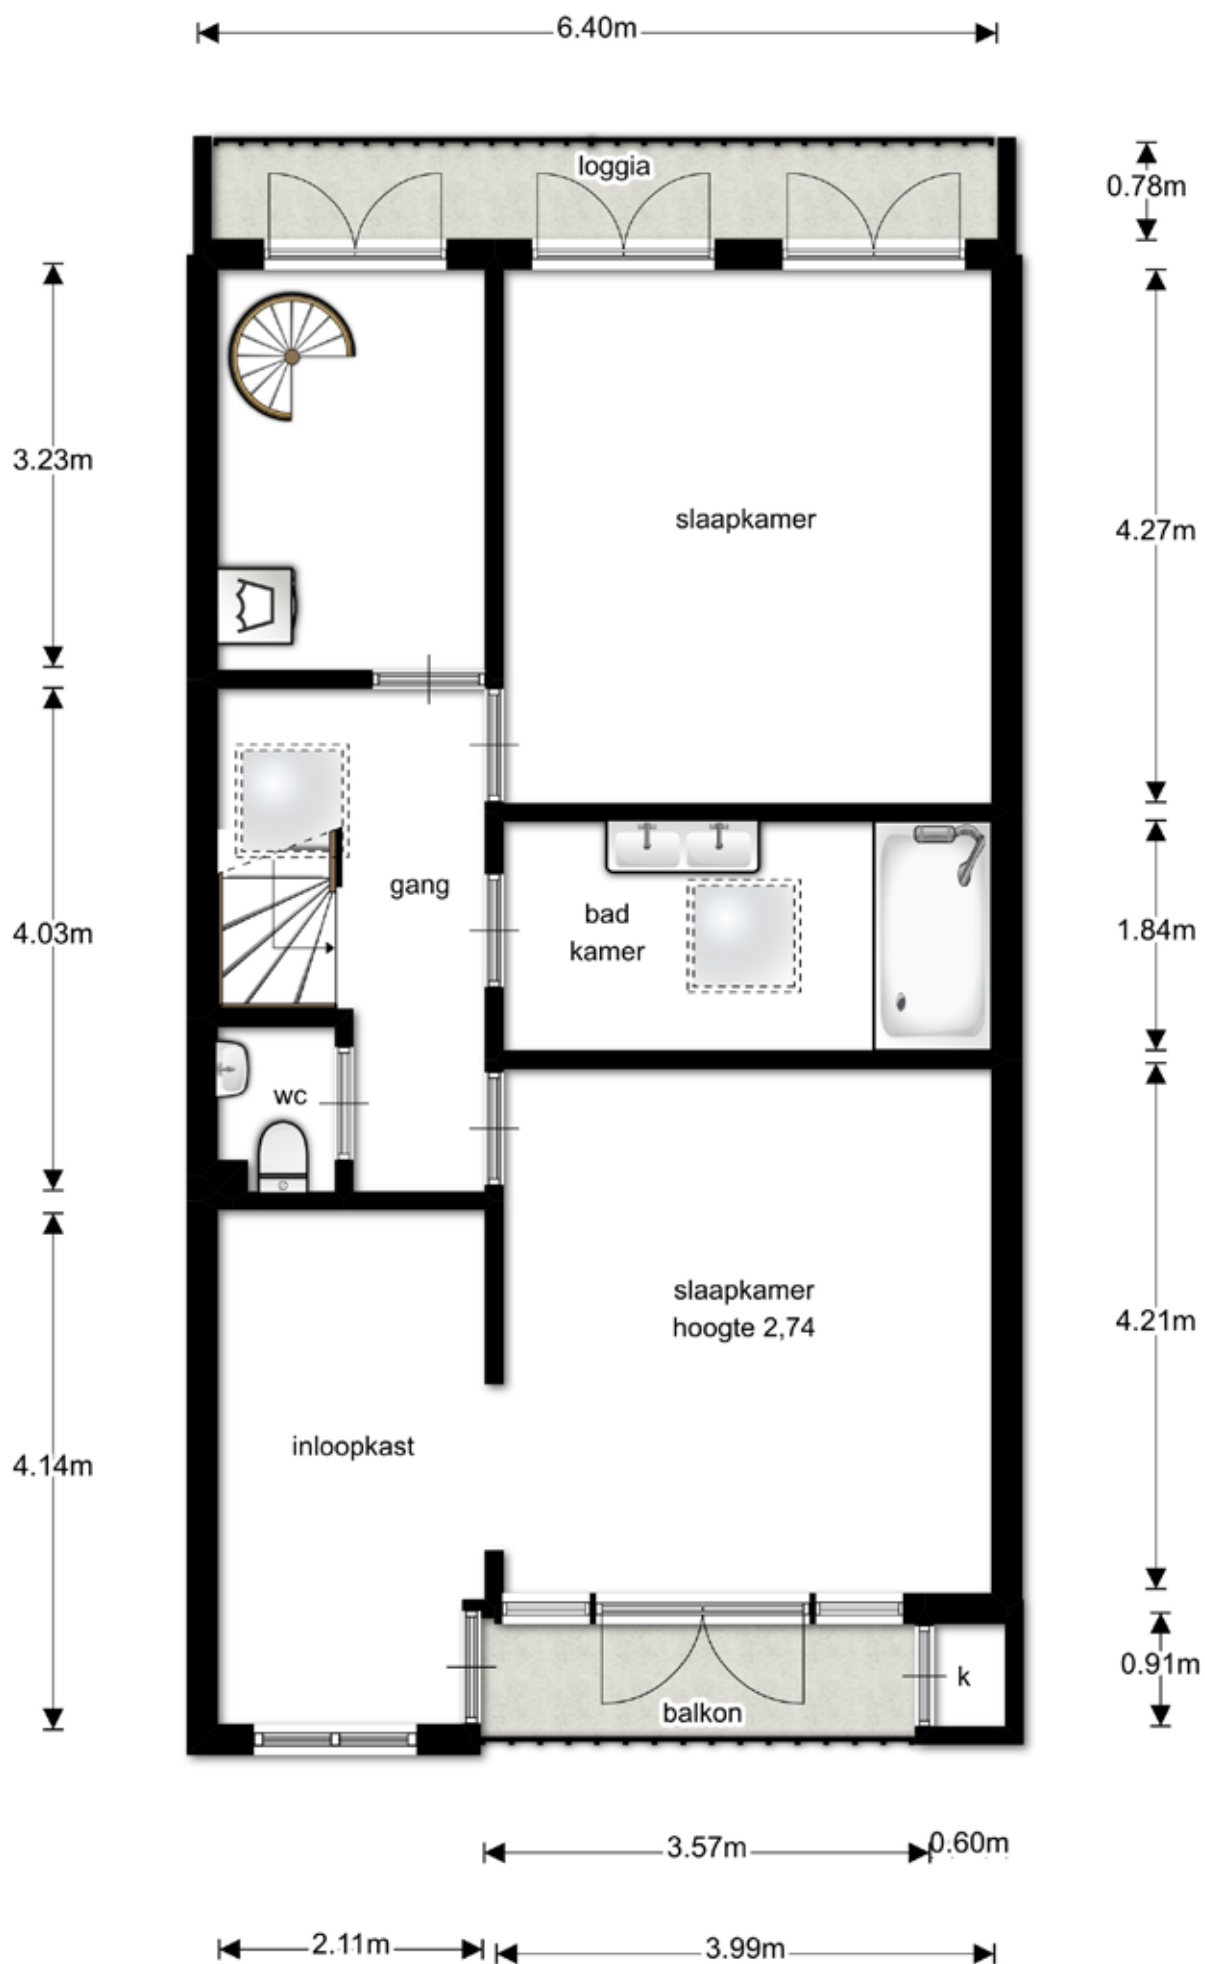 6.40m
loggia
0.78m
3.23m
slaapkamer
4.27m
gang
bad
kamer
4.03m
1.84m
wc
slaapkamer
hoogte 2,74
4.21m
inloopkast
4.14m
k
0.91m
balkon
3.57m
0.60m
2.11m
3.99m